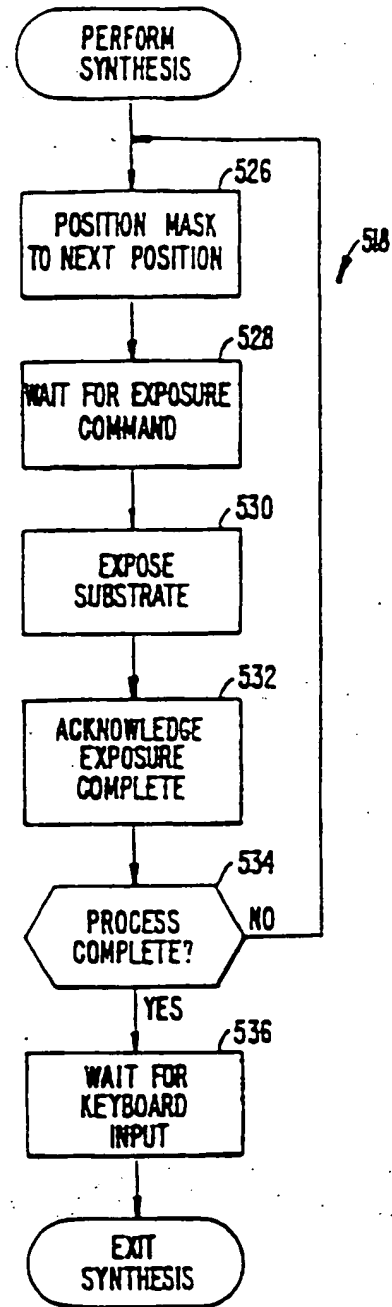 PERFORM
SYNTHESIS
526
POSITION MASK
TO NEXT POSITION
518
528
WAIT FOR EXPOSURE
COMMAND
530
EXPOSE
SUBSTRATE
532
ACKNOWLEDGE
EXPOSURE
COMPLETE
534
PROCESS
COMPLETE?
NO
YES
536
WAIT FOR
KEYBOARD
INPUT
EXIT
SYNTHESIS